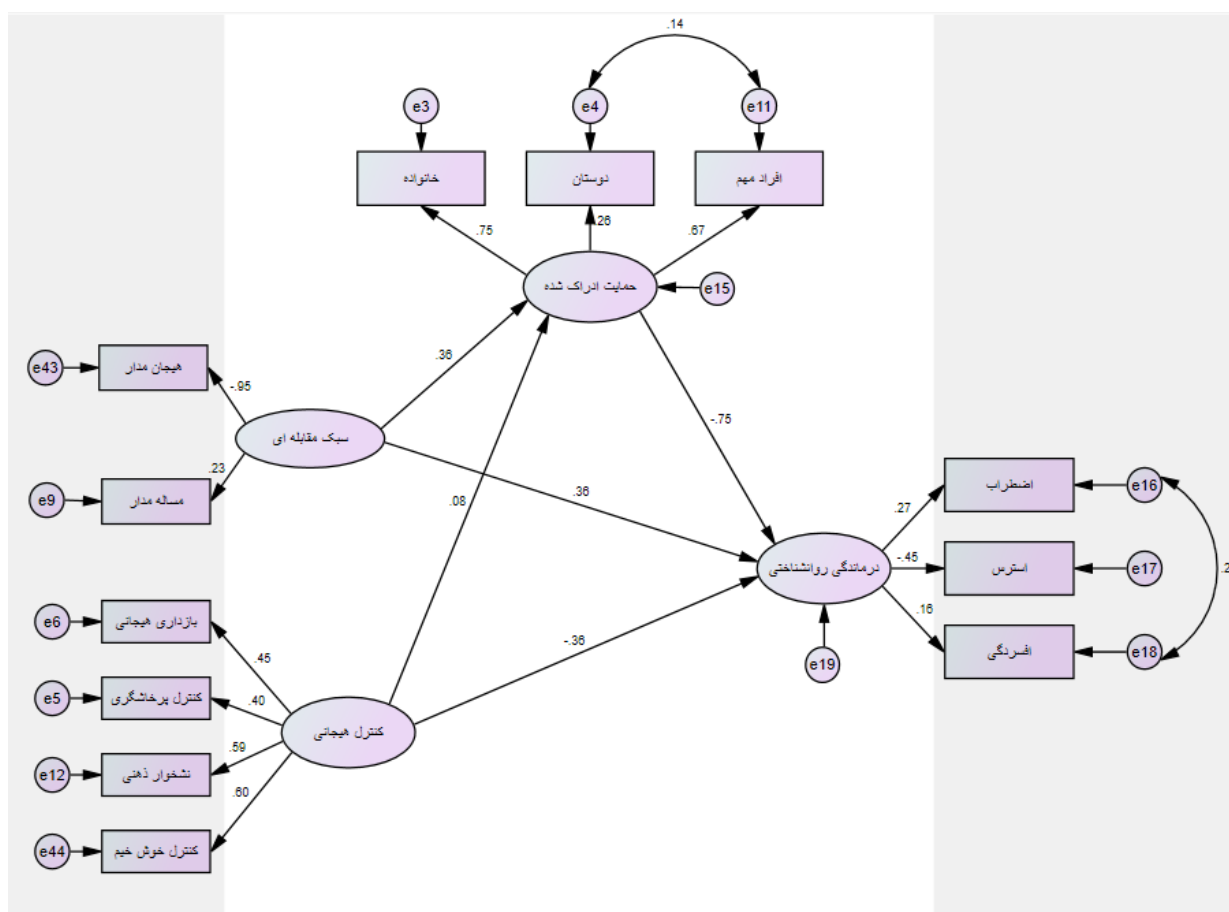 .14
e3
e4
e11
خانواده
دوستان
افراد مهم
.75
.26
.67
حمایت ادراک شده
e15
e43
هیجان مدار
-.95
.36
-.75
سبک مقابله ای
.23
e9
مساله مدار
.08
.36
اضطراب
e16
.27
درماندگی روانشناختی
-.45
استرس
e17
.2
.16
e6
بازداری هیجانی
.45
-.36
افسردگی
e18
e19
e5
کنترل پرخاشگری
.40
کنترل هیجانی
e12
نشخوار ذهنی
.59
.60
e44
کنترل خوش خیم